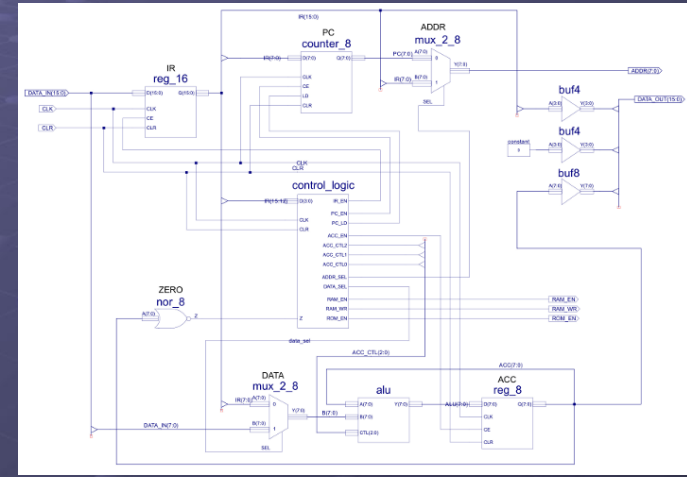 IR(15:0)
PC
counter_8
IR(7:0)
D(7:0)
Q(7:0)
CLK
CE
LD
CLR
PC(7:0)
ADDR
mux_2_8
A(7:0)
0
IR(7:0)
B(7:0)
1
Y(7:0)
SEL
ADDR(7:0)
IR
reg_16
DATA_IN(15:0)
D(15:0)
Q(15:0)
CLK
CLK
CE
CLR
CLR
buf4
A(3:0)
Y(3:0)
DATA_OUT(15:0)
buf4
constant
A(3:0)
Y(3:0)
buf8
A(7:0)
Y(7:0)
CLK
CLR
control_logic
D(3:0)
IR_EN
PC_EN
CLK
PC_LD
CLR
ACC_EN
ACC_CTL2
ACC_CTL1
ACC_CTL0
ADDR_SEL
DATA_SEL
RAM_EN
RAM_EN
RAM_WR
RAM_WR
ROM_EN
ROM_EN
Z
ZERO
nor_8
A(7:0)
Z
data_sel
ACC_CTL(2:0)
DATA
mux_2_8
IR(7:0)
A(7:0)
0
B(7:0)
1
Y(7:0)
SEL
DATA_IN(7:0)
B(7:0)
alu
A(7:0)
Y(7:0)
B(7:0)
CTL(2:0)
ALU(7:0)
ACC(7:0)
ACC
reg_8
D(7:0)
Q(7:0)
CLK
CE
CLR